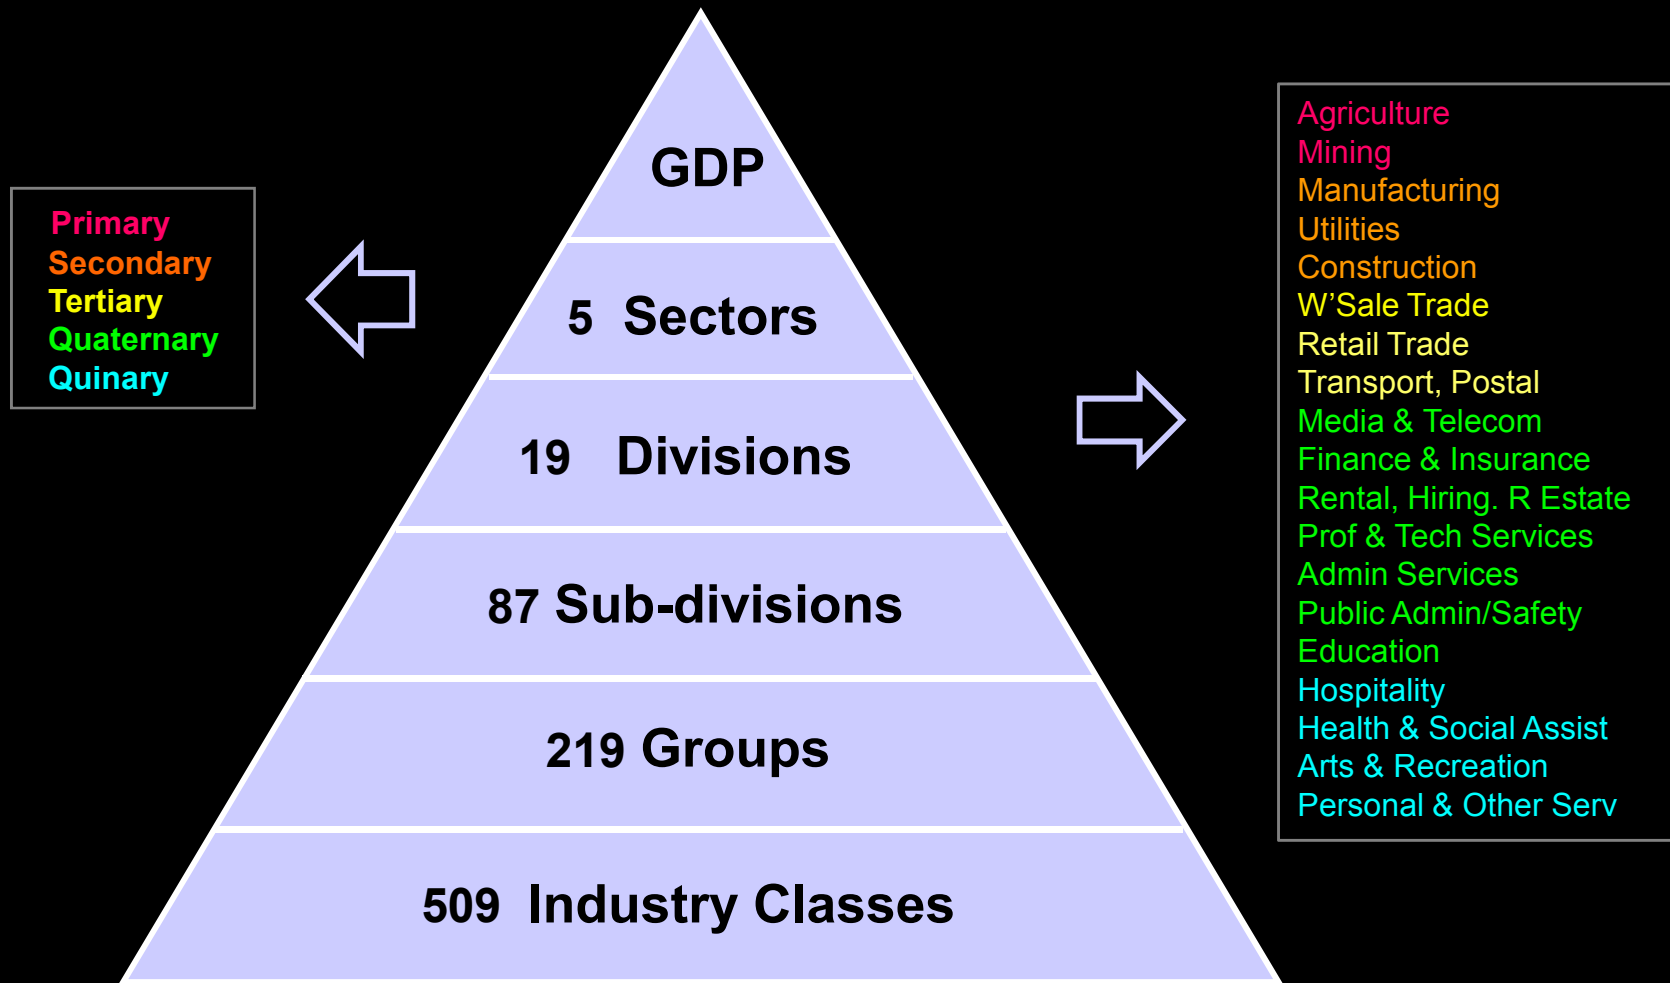 GDP
5 Sectors
19 Divisions
87 Sub-divisions
219 Groups
509 Industry Classes
Primary
Secondary
Tertiary
Quaternary
Quinary
Agriculture
Mining
Manufacturing
Utilities
Construction
W’Sale Trade
Retail Trade
Transport, Postal
Media & Telecom
Finance & Insurance
Rental, Hiring. R Estate
Prof & Tech Services
Admin Services
Public Admin/Safety
Education
Hospitality
Health & Social Assist
Arts & Recreation
Personal & Other Serv